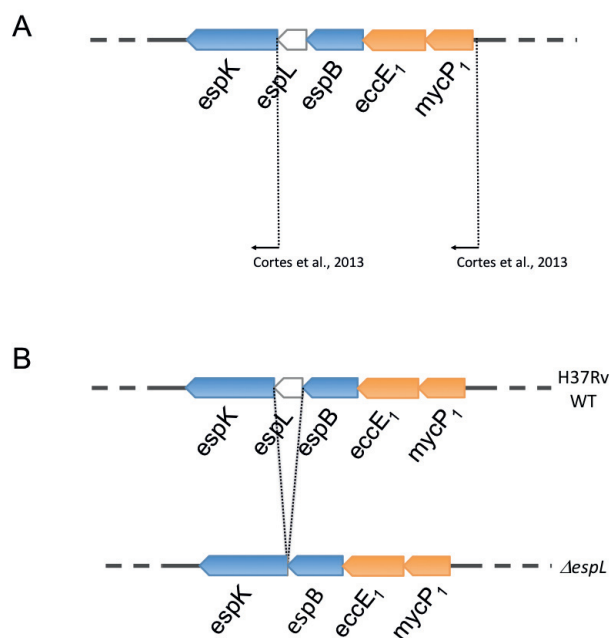 A
espK espL espB eccE₁ mycP₁
Cortes et al., 2013 Cortes et al., 2013
B
H37Rv
WT
espK espL espB eccE₁ mycP₁
ΔespL
espK espB eccE₁ mycP₁